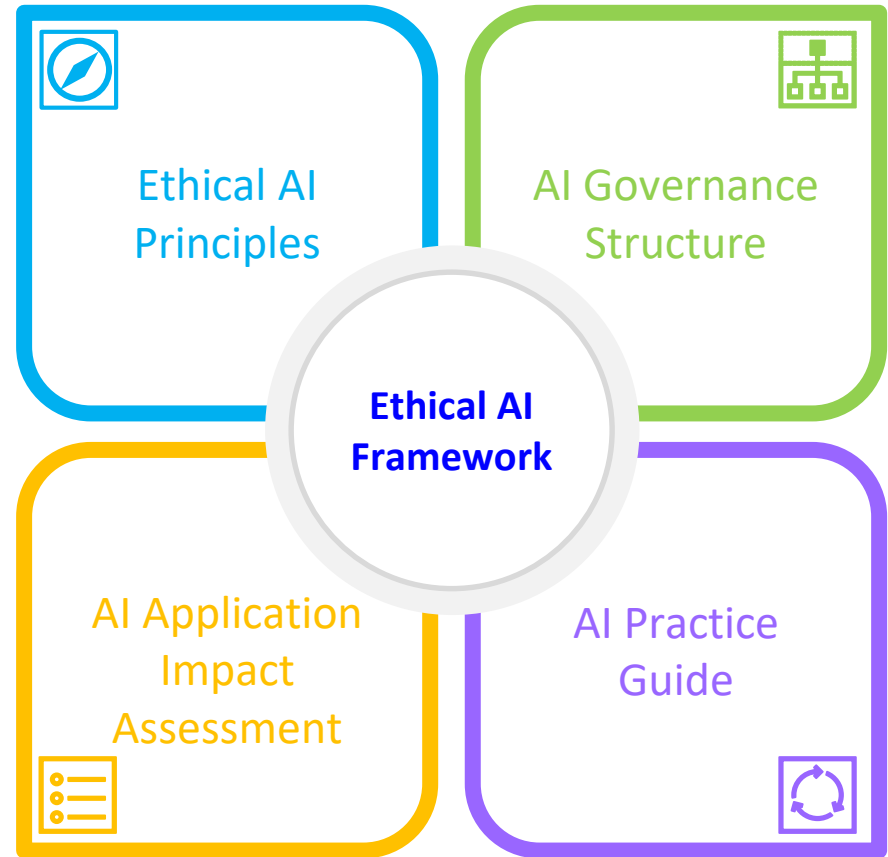 Ethical AI
Principles
AI Governance
Structure
Ethical AI
Framework
AI Application
Impact
Assessment
AI Practice
Guide